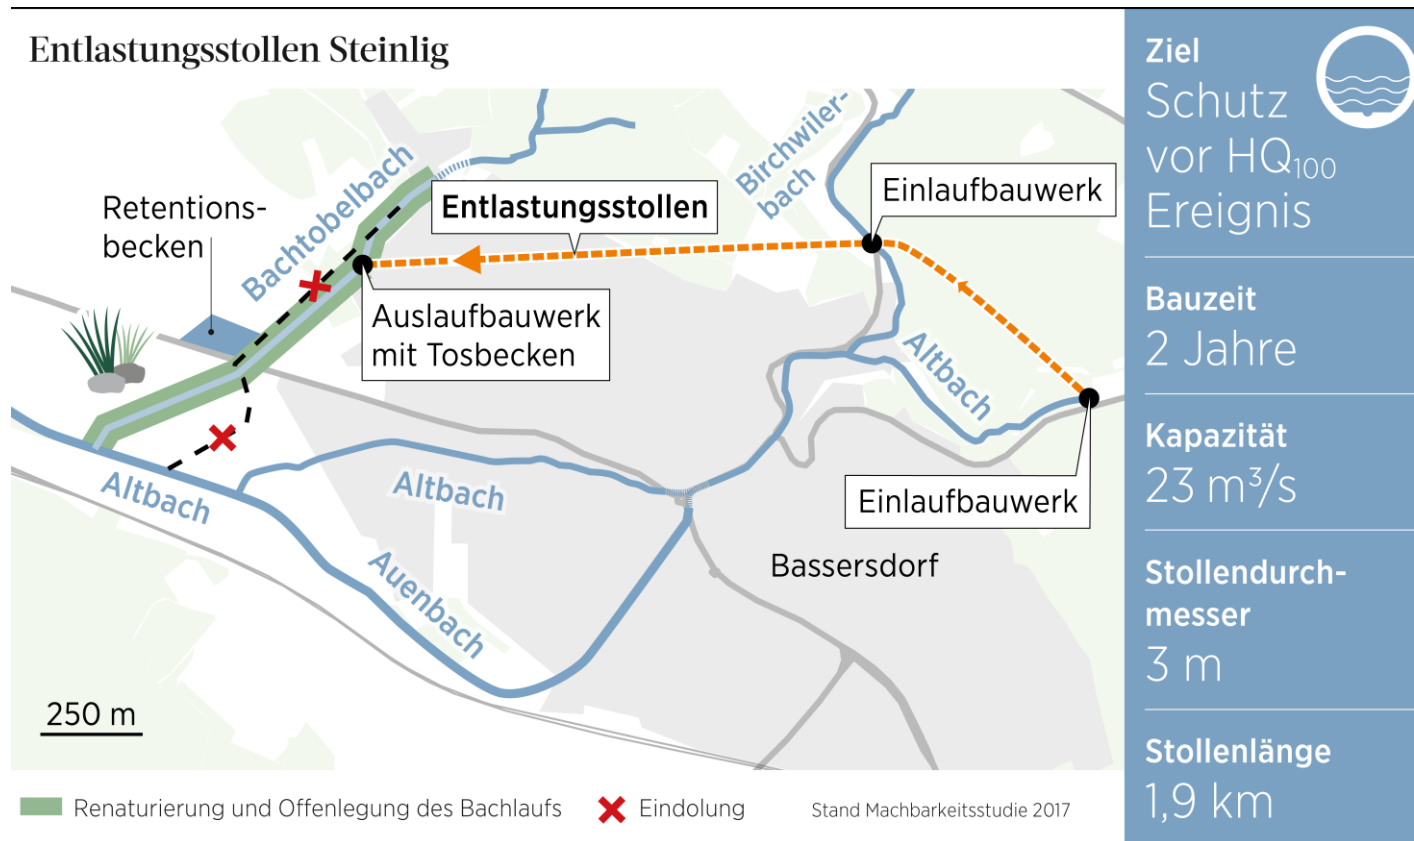 Entlastungsstollen Steinlig
Retentions-
becken
Bachtobelbach
Entlastungsstollen
Birchwiler-
bach
Einlaufbauwerk
Auslaufbauwerk
mit Tosbecken
Altbach
Einlaufbauwerk
Altbach
Altbach
Auenbach
Bassersdorf
250 m
Renaturierung und Offenlegung des Bachlaufs
Eindolung
Stand Machbarkeitsstudie 2017
Ziel
Schutz
vor HQ₁₀₀
Ereignis
Bauzeit
2 Jahre
Kapazität
23 m³/s
Stollendurch-
messer
3 m
Stollenlänge
1,9 km